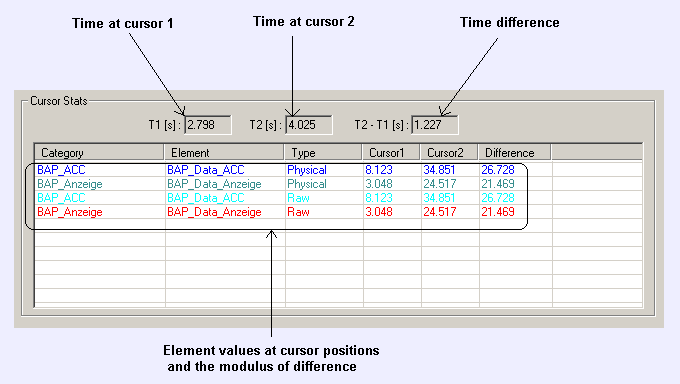 Time at cursor 1 Time at cursor 2 Time difference
Cursor Stats
T1 [s] : 2.798 T2 [s] : 4.025 T2 - T1 [s] : 1.227
Category Element Type Cursor1 Cursor2 Difference
BAP_ACC BAP_Data_ACC Physical 8.123 34.851 26.728
BAP_Anzeige BAP_Data_Anzeige Physical 3.048 24.517 21.469
BAP_ACC BAP_Data_ACC Raw 8.123 34.851 26.728
BAP_Anzeige BAP_Data_Anzeige Raw 3.048 24.517 21.469
Element values at cursor positions
and the modulus of difference